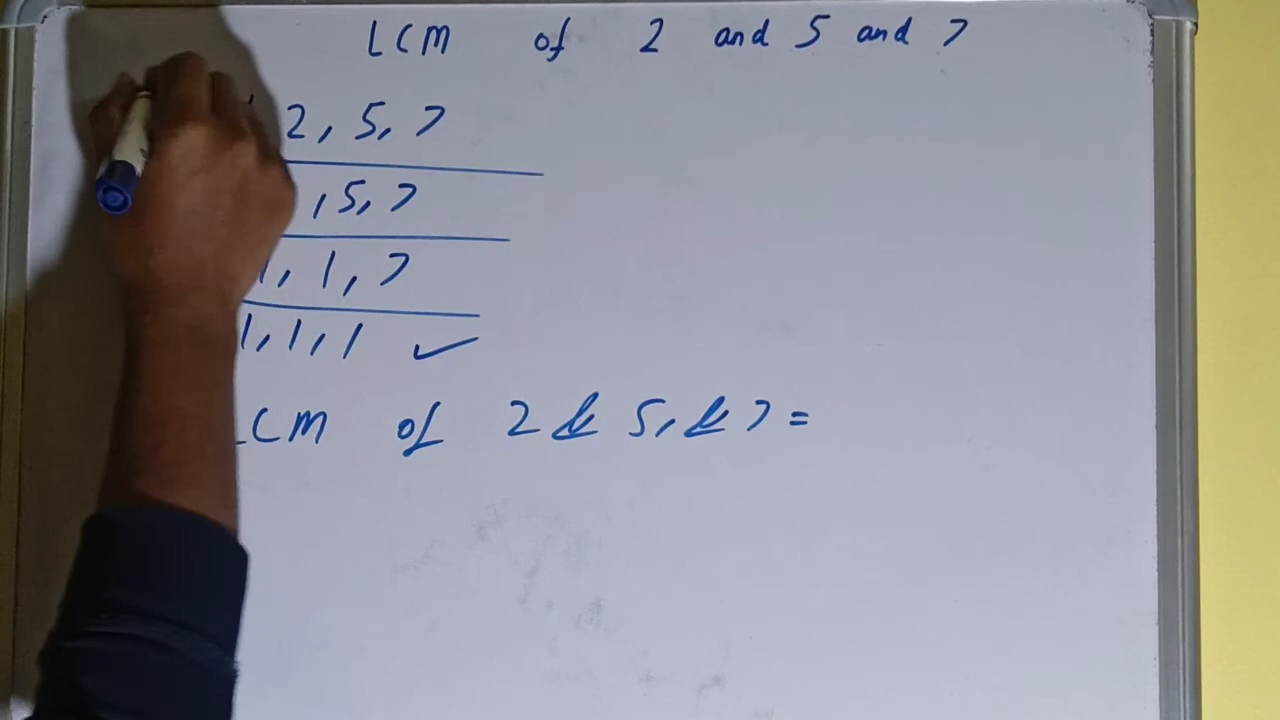 LCM of 2 and 5 and 7
2, 5, 7
, 5, 7
1, 1, 7
1, 1, 1 ✓
LCM of 2 & 5, & 7 =